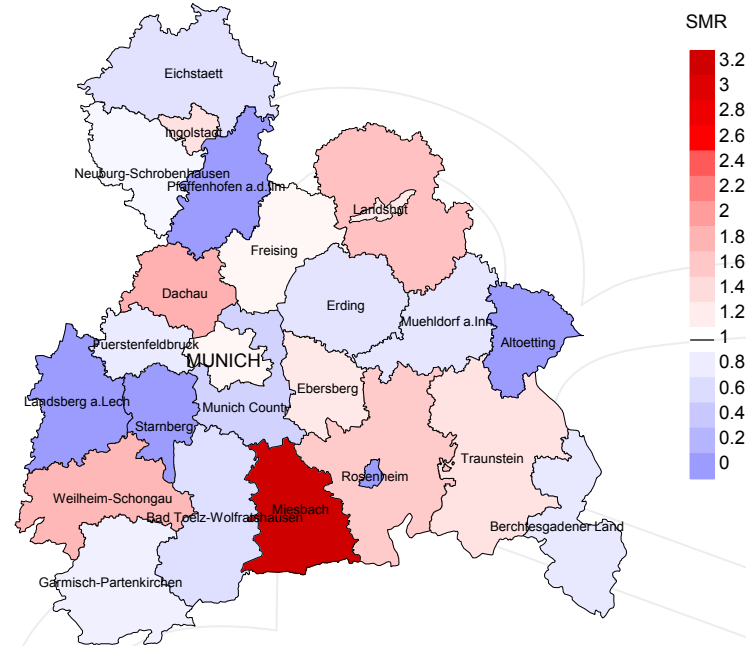 SMR
3.2
3
2.8
2.6
2.4
2.2
2
1.8
1.6
1.4
1.2
1
0.8
0.6
0.4
0.2
0
Eichstaett
Ingolstadt
Neuburg-Schrobenhausen
Pfaffenhofen a.d.Ilm
Landshut
Freising
Dachau
Erding
Muehldorf a.Inn
Altoetting
Fuerstenfeldbruck
MUNICH
Ebersberg
Landsberg a.Lech
Munich County
Starnberg
Traunstein
Rosenheim
Weilheim-Schongau
Miesbach
Bad Toelz-Wolfratshausen
Berchtesgadener Land
Garmisch-Partenkirchen